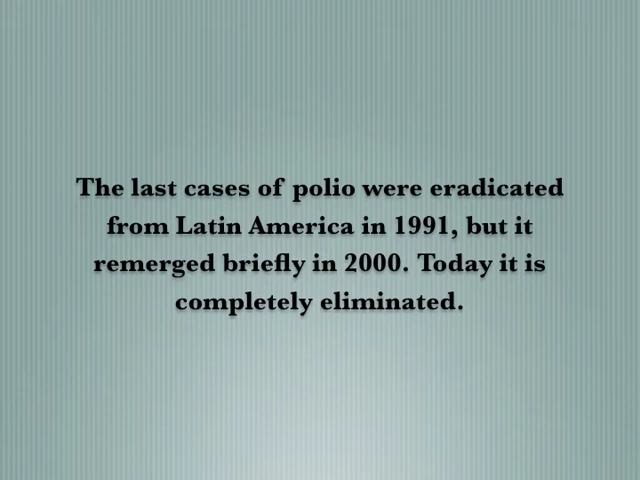 The last cases of polio were eradicated
from Latin America in 1991, but it
remerged briefly in 2000. Today it is
completely eliminated.